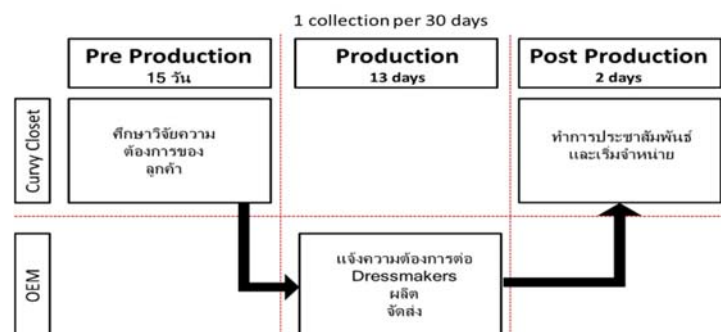 1 collection per 30 days
Pre Production
15 วัน
Production
13 days
Post Production
2 days
Curvy Closet
ศึกษาวิจัยความ
ต้องการของ
ลูกค้า
ทำการประชาสัมพันธ์
และเริ่มจำหน่าย
OEM
แจ้งความต้องการต่อ
Dressmakers
ผลิต
จัดส่ง